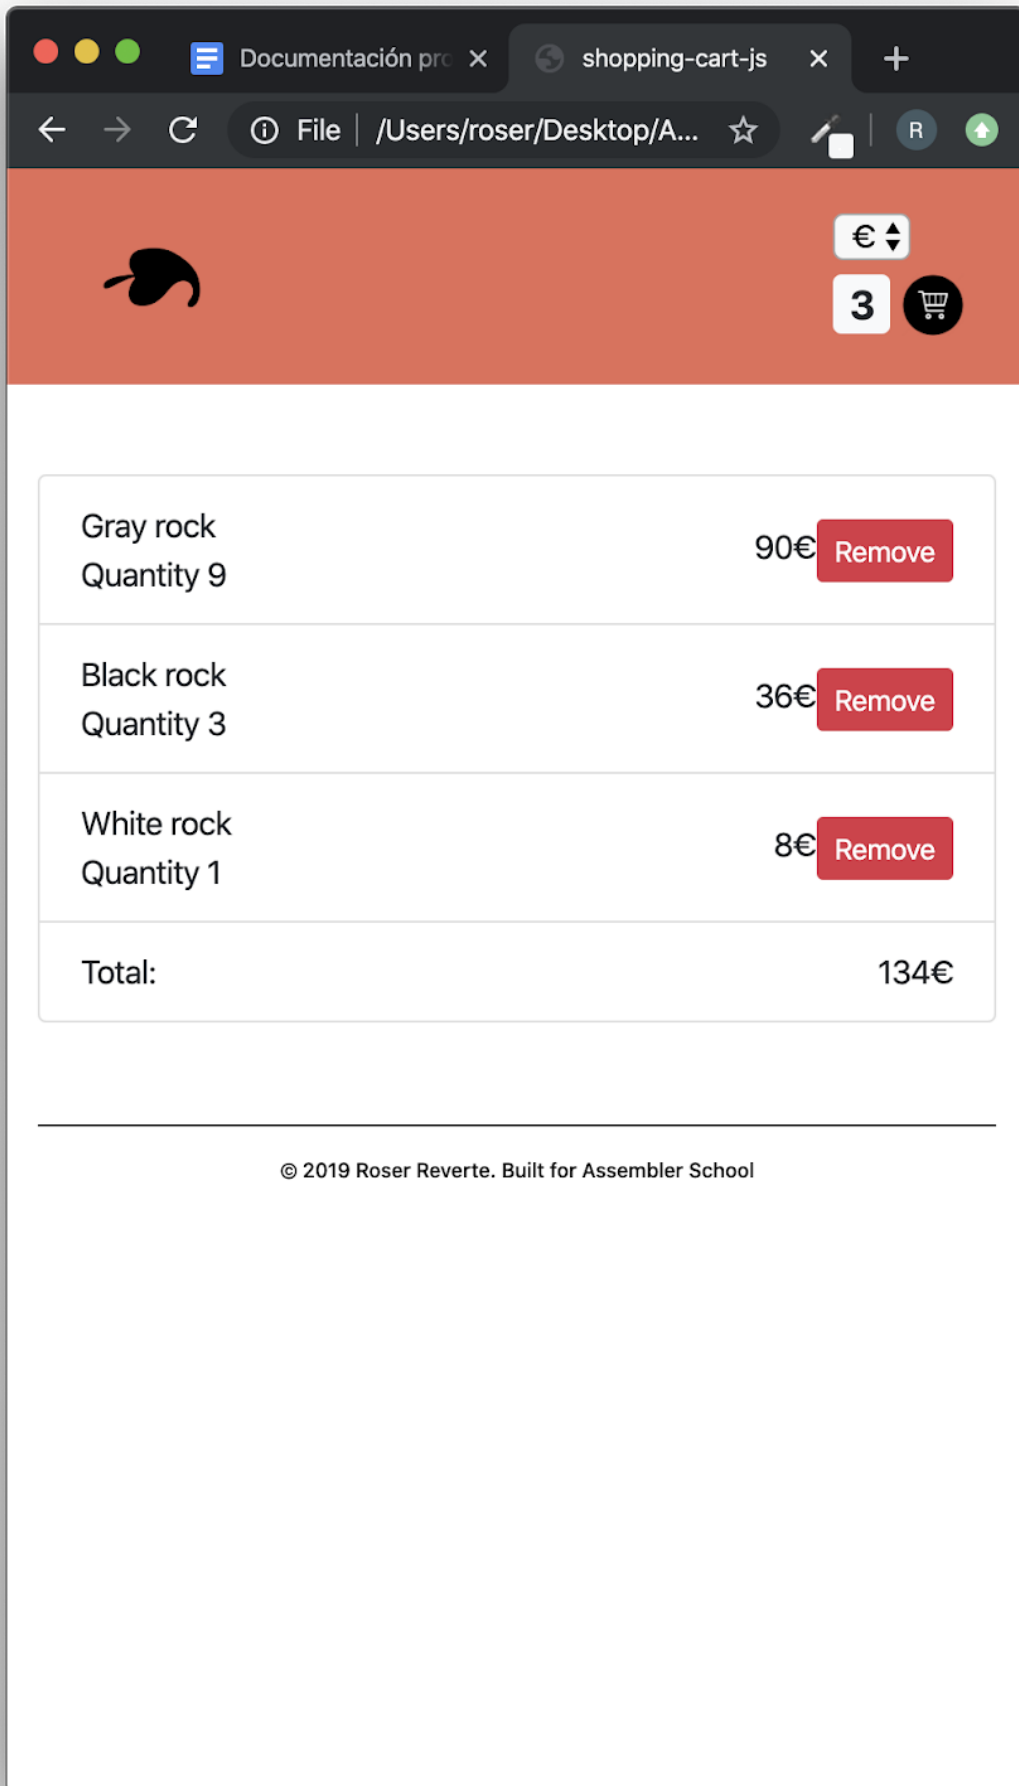 Documentación pro
shopping-cart-js
File
/Users/roser/Desktop/A...
R
€
3
Gray rock
Quantity 9
90€
Remove
Black rock
Quantity 3
36€
Remove
White rock
Quantity 1
8€
Remove
Total:
134€
© 2019 Roser Reverte. Built for Assembler School